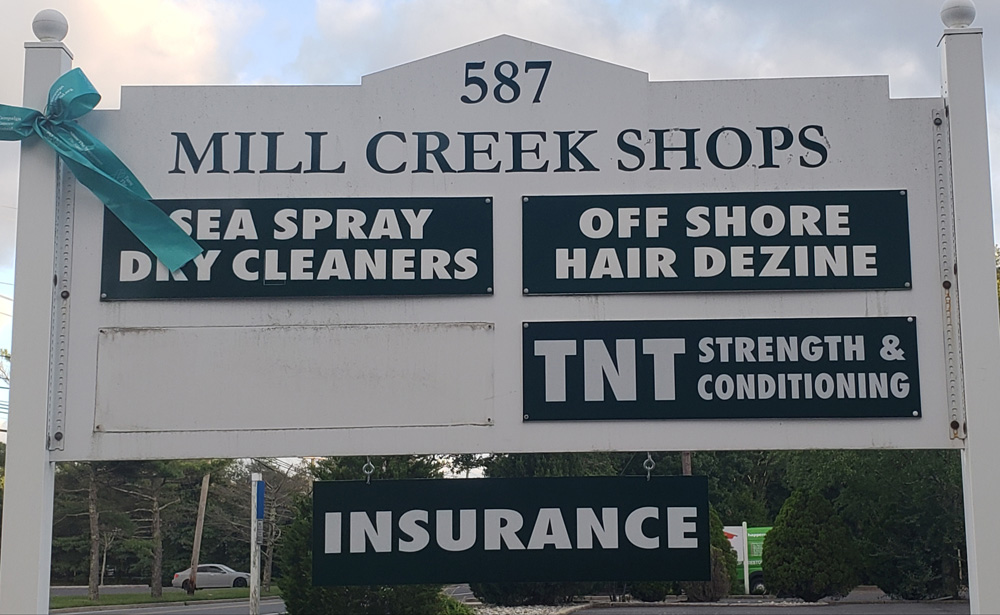 587
MILL CREEK SHOPS
SEA SPRAY
DRY CLEANERS
OFF SHORE
HAIR DEZINE
TNT STRENGTH &
CONDITIONING
INSURANCE